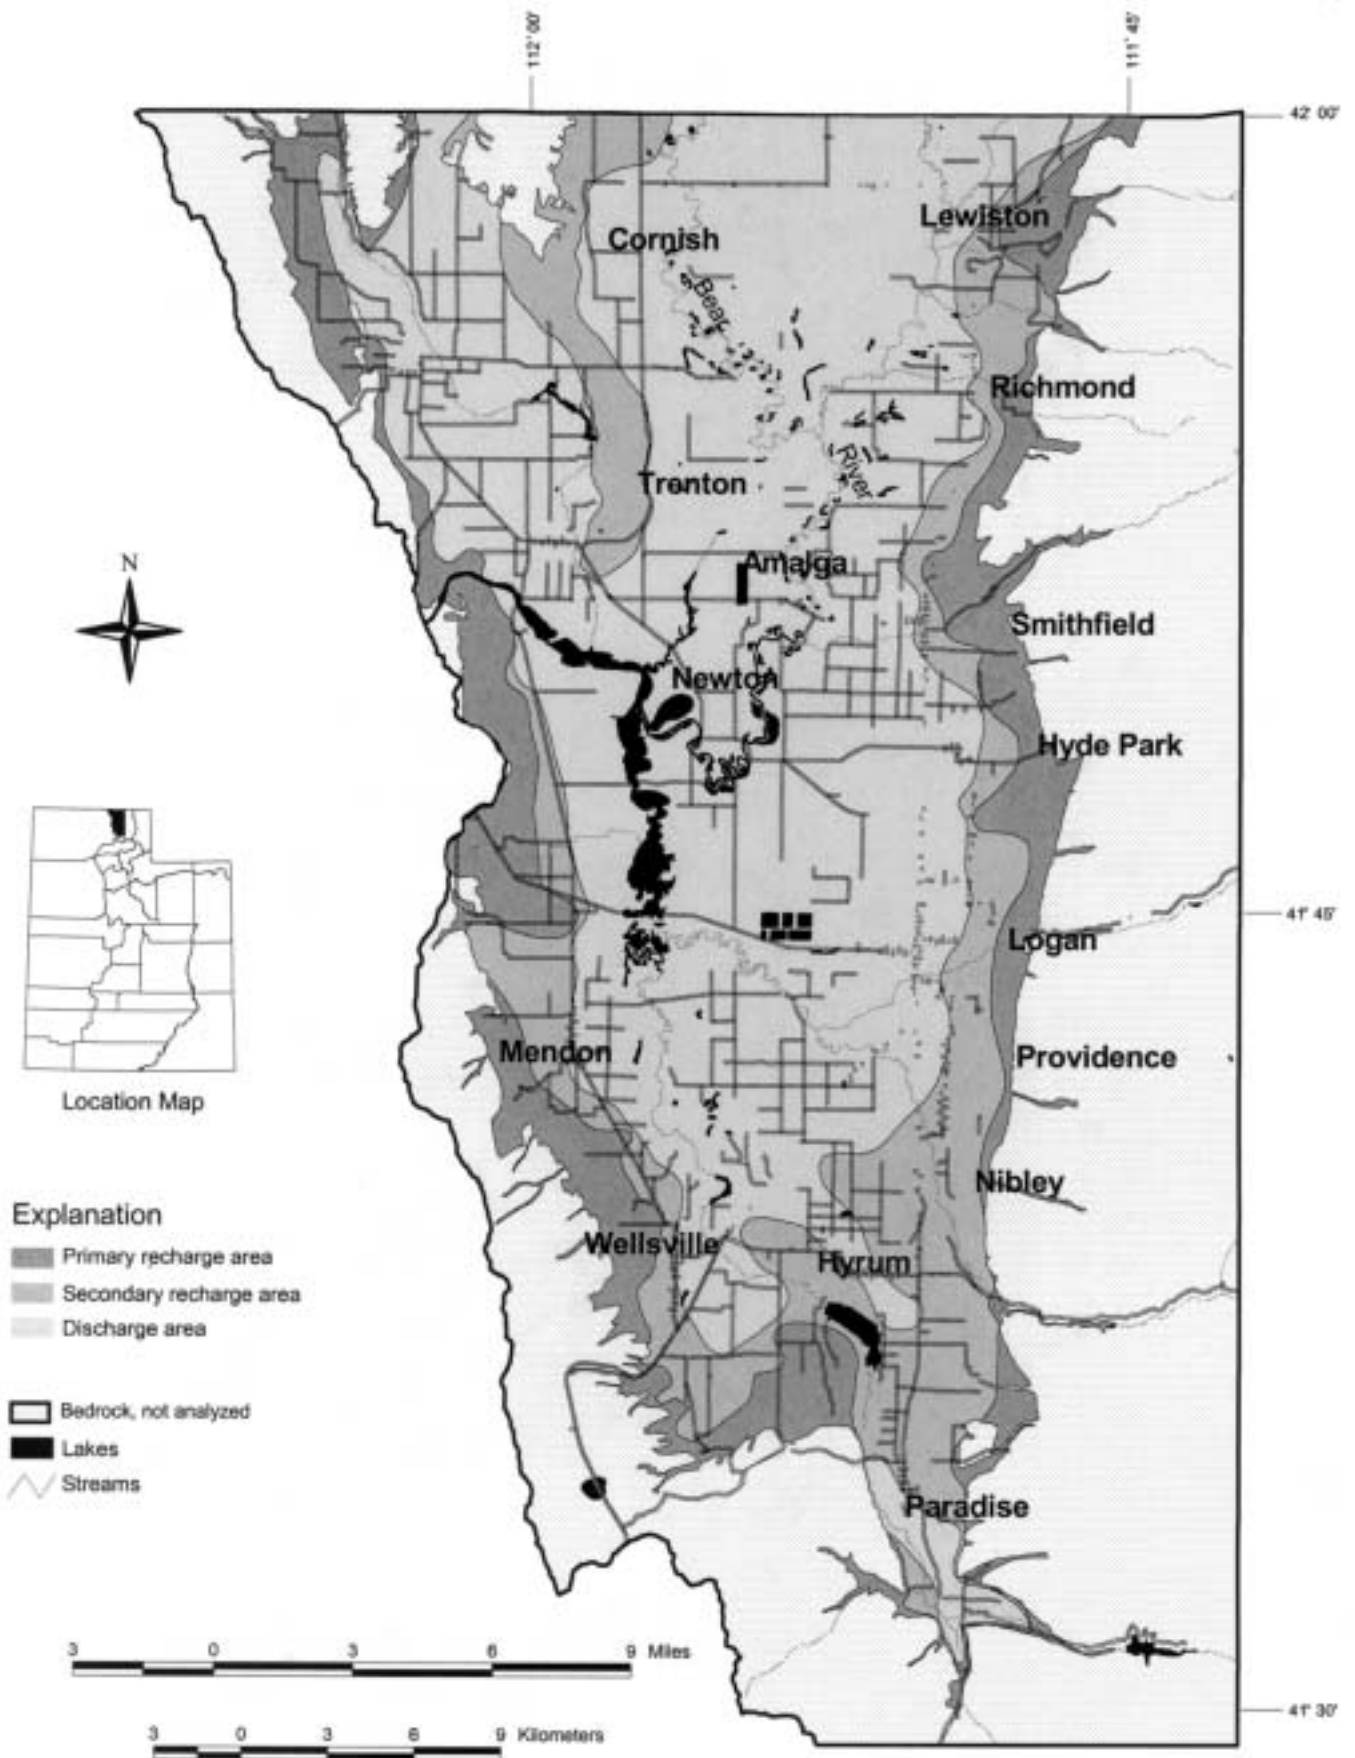 112° 00'
111° 45'
42° 00'
Lewiston
Cornish
Bear
Richmond
River
Trenton
Amalga
N
Smithfield
Newton
Hyde Park
41° 45'
Logan
Mendon
Providence
Location Map
Nibley
Explanation
Wellsville
Primary recharge area
Hyrum
Secondary recharge area
Discharge area
Bedrock, not analyzed
Lakes
Streams
Paradise
3 0 3 6 9 Miles
41° 30'
3 0 3 6 9 Kilometers